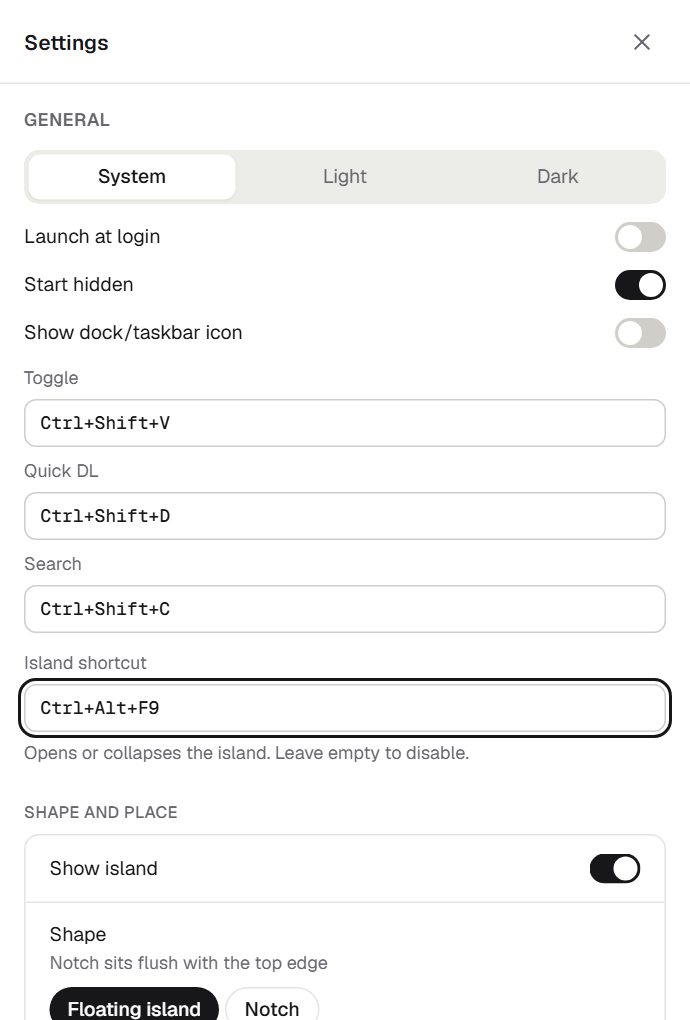 Settings
GENERAL
System Light Dark
Launch at login
Start hidden
Show dock/taskbar icon
Toggle
Ctrl+Shift+V
Quick DL
Ctrl+Shift+D
Search
Ctrl+Shift+C
Island shortcut
Ctrl+Alt+F9
Opens or collapses the island. Leave empty to disable.
SHAPE AND PLACE
Show island
Shape
Notch sits flush with the top edge
Floating island Notch